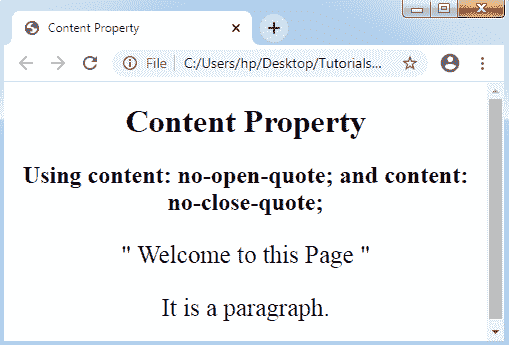 Content Property
File
C:/Users/hp/Desktop/Tutorials...
Content Property
Using content: no-open-quote; and content:
no-close-quote;
" Welcome to this Page "
It is a paragraph.